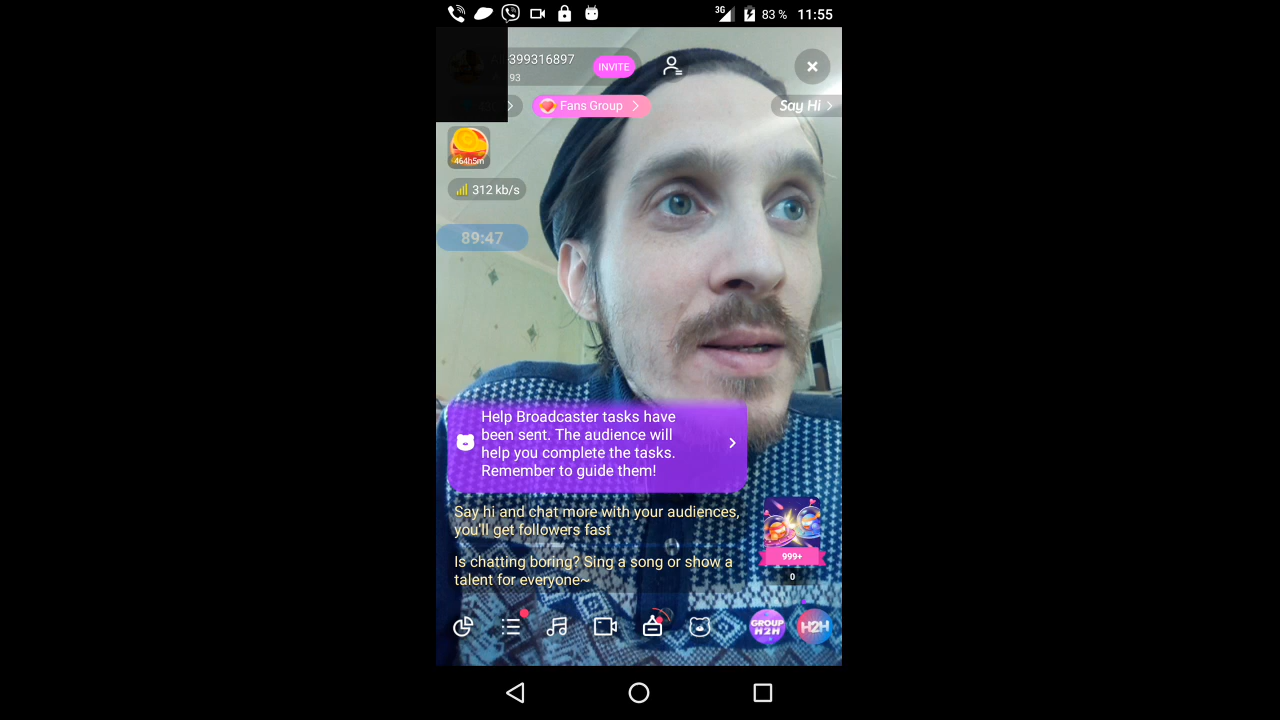 3G 83 % 11:55
399316897
INVITE
93
Fans Group
Say Hi
464h5m
312 kb/s
89:47
Help Broadcaster tasks have
been sent. The audience will
help you complete the tasks.
Remember to guide them!
Say hi and chat more with your audiences,
you'll get followers fast
999+
0
Is chatting boring? Sing a song or show a
talent for everyone~
GROUP
H2H
H2H